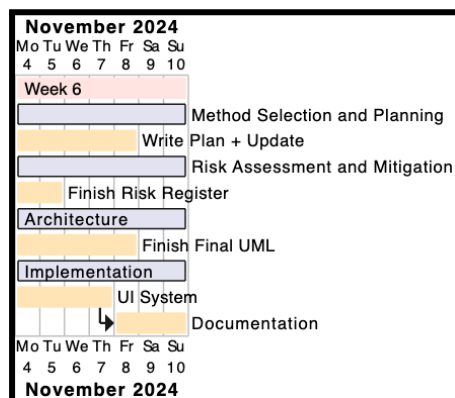 November 2024
Mo Tu We Th Fr Sa Su
4 5 6 7 8 9 10
Week 6
Method Selection and Planning
Write Plan + Update
Risk Assessment and Mitigation
Finish Risk Register
Architecture
Finish Final UML
Implementation
UI System
Documentation
Mo Tu We Th Fr Sa Su
4 5 6 7 8 9 10
November 2024